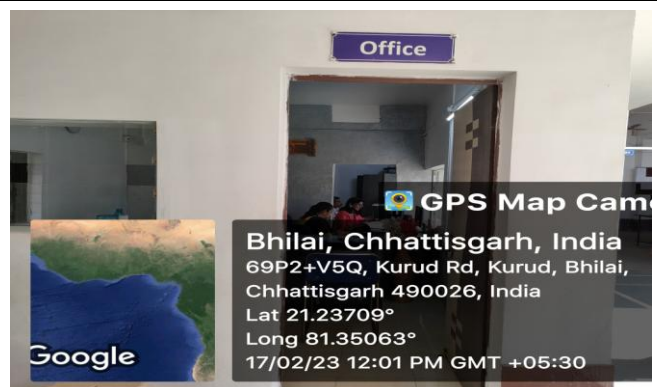 Office
GPS Map Cam
Bhilai, Chhattisgarh, India
69P2+V5Q, Kurud Rd, Kurud, Bhilai,
Chhattisgarh 490026, India
Lat 21.23709°
Long 81.35063°
17/02/23 12:01 PM GMT +05:30
Google